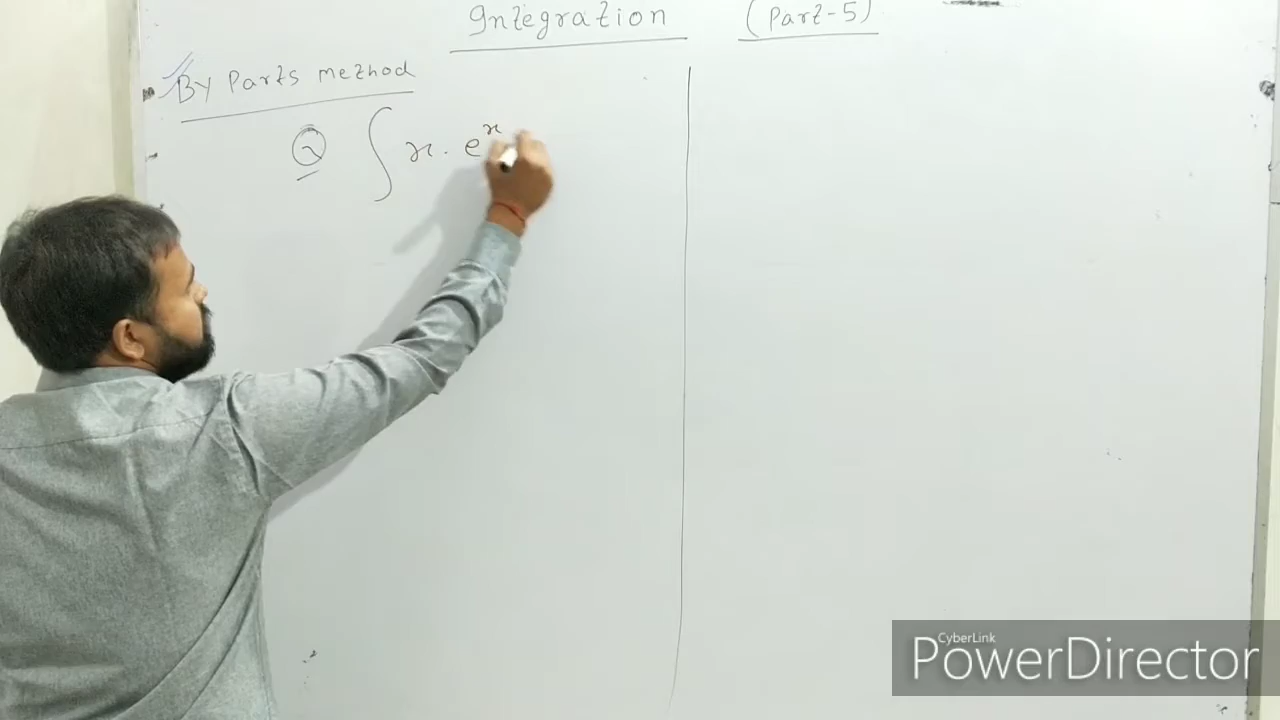 Integration (Part-5)
By Parts method
Q ∫ x. e^x
CyberLink
PowerDirector